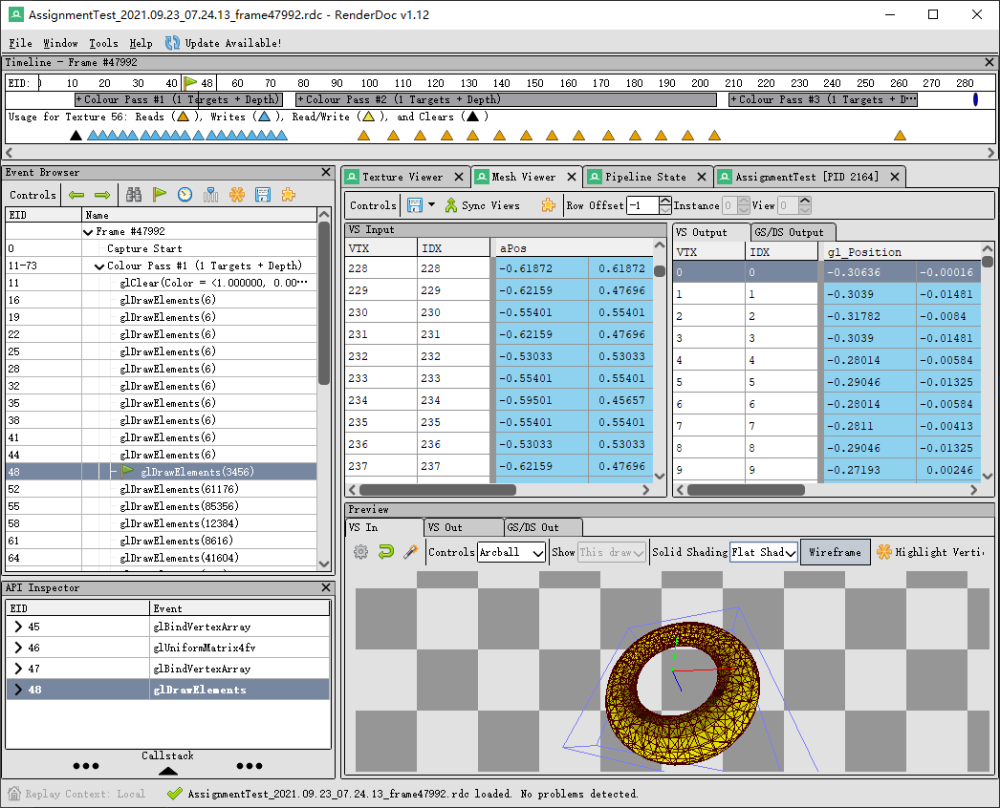 AssignmentTest_2021.09.23_07.24.13_frame47992.rdc - RenderDoc v1.12
File Window Tools Help Update Available!
Timeline - Frame #47992
EID: 10 20 30 40 48 60 70 80 90 100 110 120 130 140 150 160 170 180 190 200 210 220 230 240 250 260 270 280
+ Colour Pass #1 (1 Targets + Depth) + Colour Pass #2 (1 Targets + Depth) + Colour Pass #3 (1 Targets + D⋯
Usage for Texture 56: Reads ( ), Writes ( ), Read/Write ( ), and Clears ( )
Event Browser
Controls
EID Name
Frame #47992
0 Capture Start
11-73 Colour Pass #1 (1 Targets + Depth)
11 glClear(Color = <1.000000, 0.00⋯
16 glDrawElements(6)
19 glDrawElements(6)
22 glDrawElements(6)
25 glDrawElements(6)
28 glDrawElements(6)
32 glDrawElements(6)
35 glDrawElements(6)
38 glDrawElements(6)
41 glDrawElements(6)
44 glDrawElements(6)
48 glDrawElements(3456)
52 glDrawElements(61176)
55 glDrawElements(85356)
58 glDrawElements(12384)
61 glDrawElements(8616)
64 glDrawElements(41604)
API Inspector
EID Event
45 glBindVertexArray
46 glUniformMatrix4fv
47 glBindVertexArray
48 glDrawElements
Callstack
Texture Viewer Mesh Viewer Pipeline State AssignmentTest [PID 2164]
Controls Sync Views Row Offset -1 Instance 0 View 0
VS Input
VTX IDX aPos
228 228 -0.61872 0.61872
229 229 -0.62159 0.47696
230 230 -0.55401 0.55401
231 231 -0.62159 0.47696
232 232 -0.53033 0.53033
233 233 -0.55401 0.55401
234 234 -0.59501 0.45657
235 235 -0.55401 0.55401
236 236 -0.53033 0.53033
237 237 -0.62159 0.47696
VS Output GS/DS Output
VTX IDX gl_Position
0 0 -0.30636 -0.00016
1 1 -0.3039 -0.01481
2 2 -0.31782 -0.0084
3 3 -0.3039 -0.01481
4 4 -0.28014 -0.00584
5 5 -0.29046 -0.01325
6 6 -0.28014 -0.00584
7 7 -0.2811 -0.00413
8 8 -0.29046 -0.01325
9 9 -0.27193 0.00246
Preview
VS In VS Out GS/DS Out
Controls Arcball Show This draw Solid Shading Flat Shad Wireframe Highlight Verti
Replay Context: Local AssignmentTest_2021.09.23_07.24.13_frame47992.rdc loaded. No problems detected.